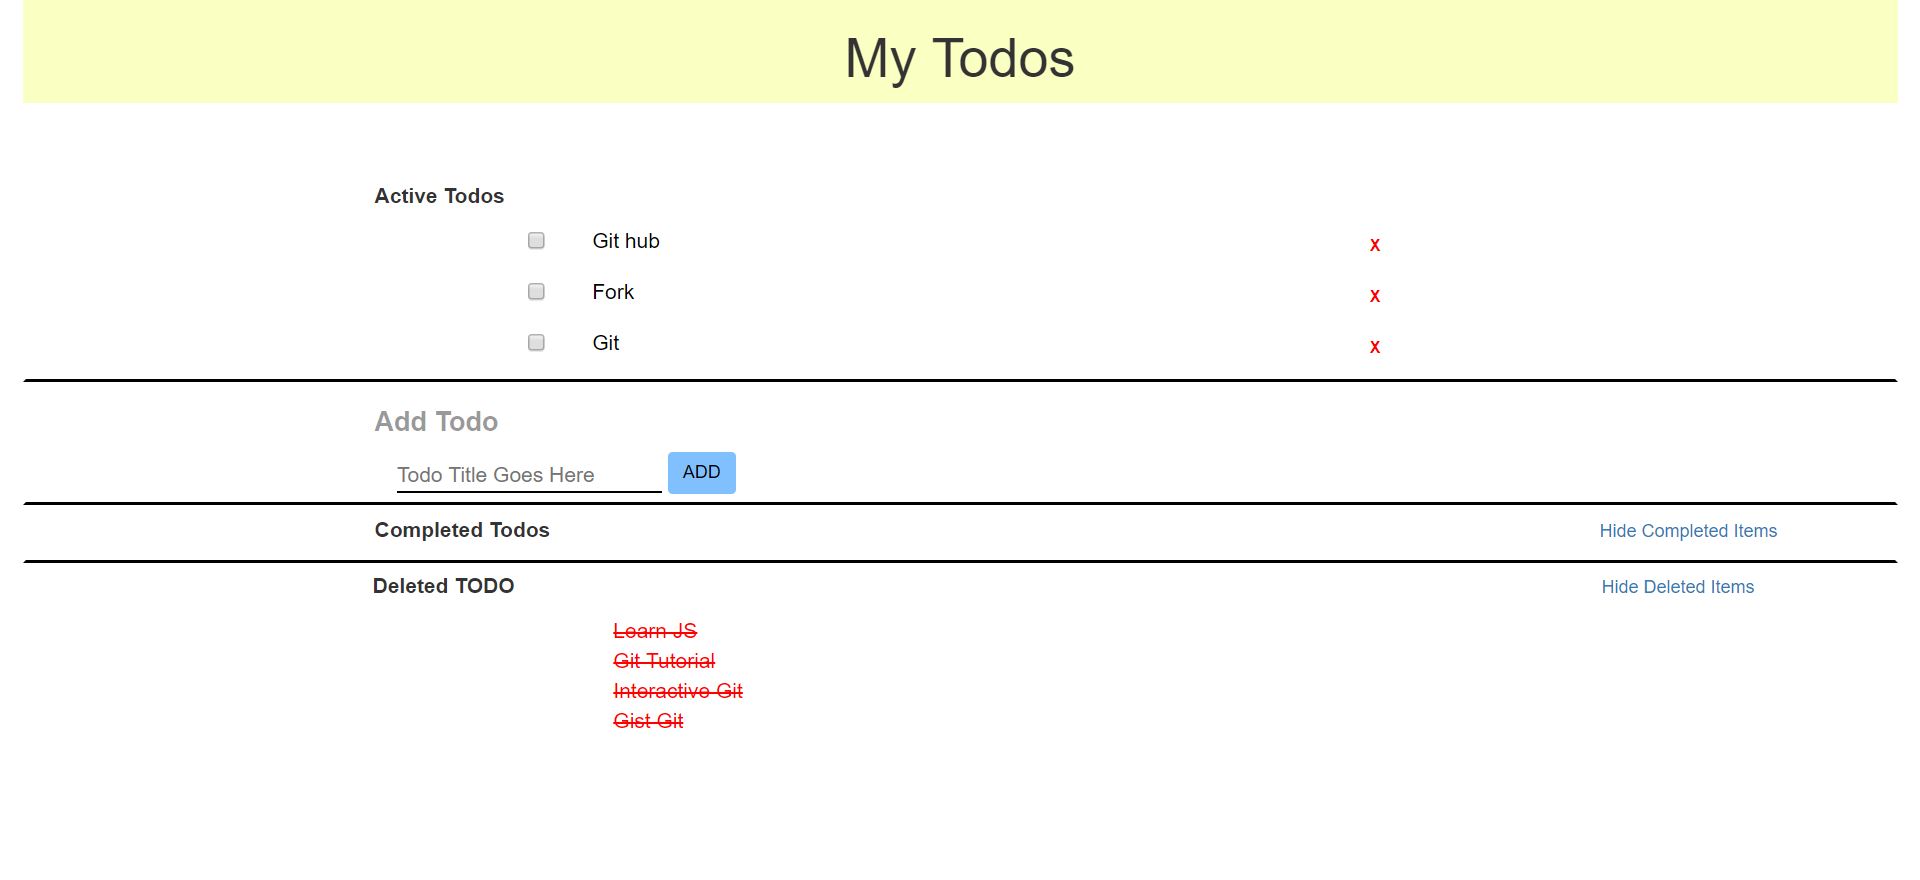 My Todos
Active Todos
Git hub x
Fork x
Git x
Add Todo
Todo Title Goes Here ADD
Completed Todos Hide Completed Items
Deleted TODO Hide Deleted Items
Learn JS
Git Tutorial
Interactive Git
Gist Git